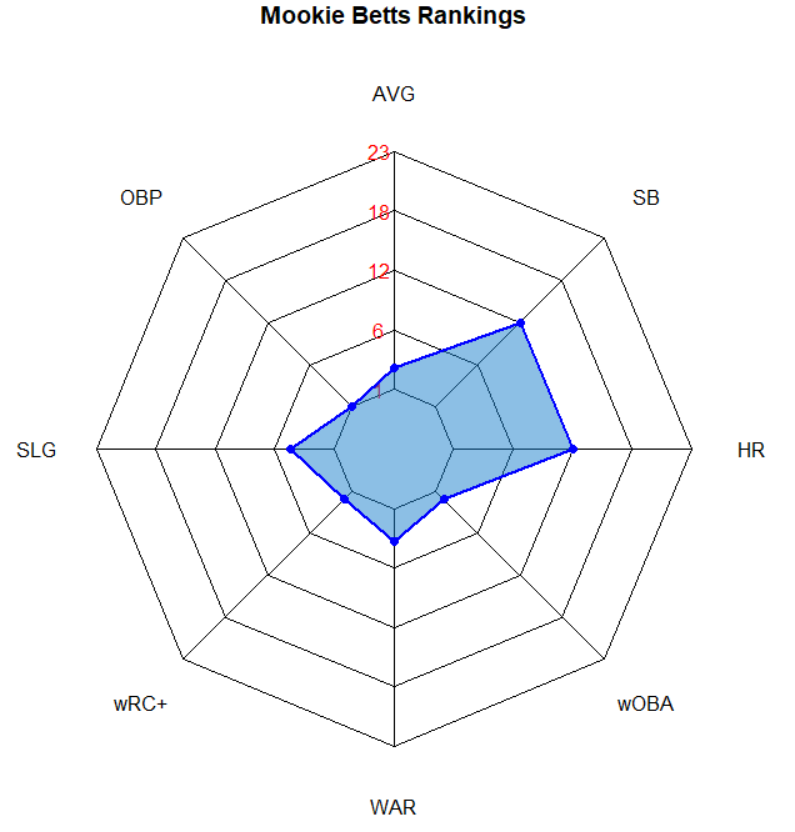 Mookie Betts Rankings
AVG
23
OBP
SB
18
12
6
1
SLG
HR
wRC+
wOBA
WAR